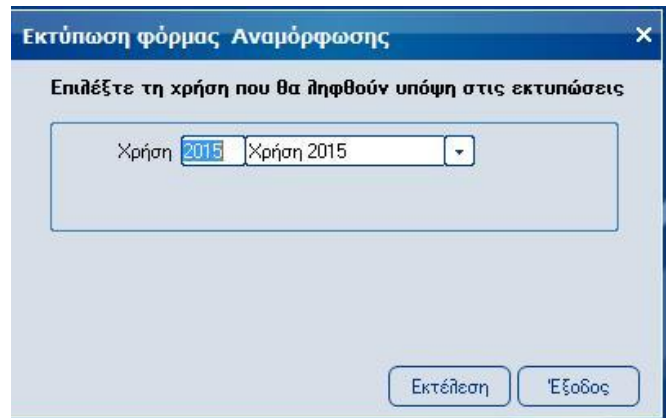 Εκτύπωση φόρμας Αναμόρφωσης
Επιλέξτε τη χρήση που θα ληφθούν υπόψη στις εκτυπώσεις
Χρήση 2015 Χρήση 2015
Εκτέλεση Έξοδος